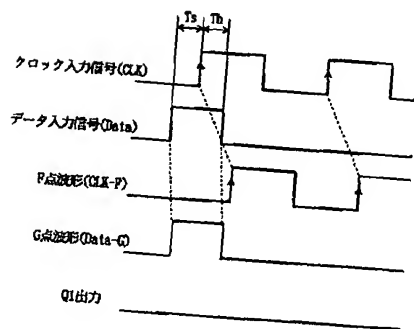 Ts Th
クロック入力信号(CLK)
データ入力信号(Data)
F点波形(CLK-F)
G点波形(Data-G)
Q1出力